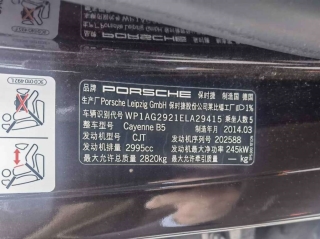 品牌 PORSCHE 保时捷 制造国 德国
生产厂 Porsche Leipzig GmbH 保时捷股份公司莱比锡工厂
车辆识别代号 WP1AG2921ELA29415 乘坐人数 5
整车型号 Cayenne B5 制造年月 2014.03
发动机型号 CJT 发动机序号 202588
发动机排量 2995cc 发动机最大净功率 245kW
最大允许总质量 2820kg 最大允许牵引质量 — kg